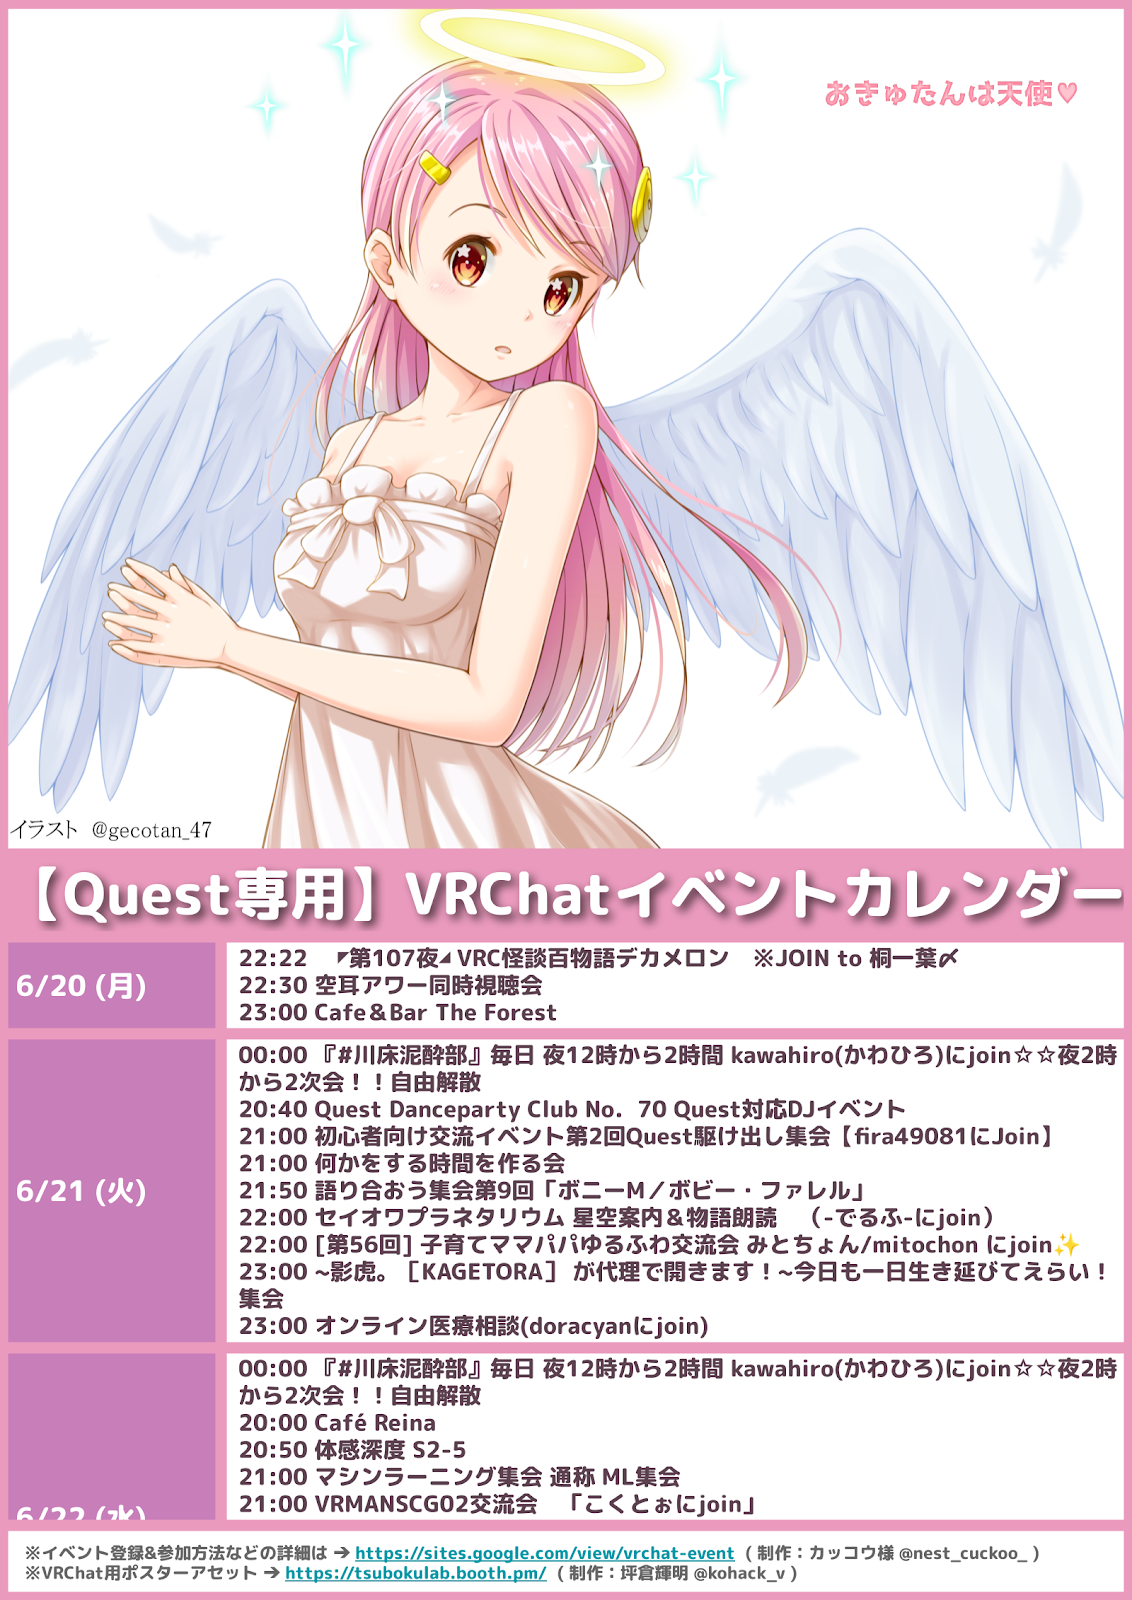 おきゅたんは天使♥
イラスト @gecotan_47
【Quest専用】VRChatイベントカレンダー
6/20 (月)
22:22 ◤第107夜◢ VRC怪談百物語デカメロン ※JOIN to 桐一葉〆
22:30 空耳アワー同時視聴会
23:00 Cafe＆Bar The Forest
6/21 (火)
00:00 『#川床泥酔部』毎日 夜12時から2時間 kawahiro(かわひろ)にjoin☆☆夜2時
から2次会！！自由解散
20:40 Quest Danceparty Club No．70 Quest対応DJイベント
21:00 初心者向け交流イベント第2回Quest駆け出し集会【fira49081にJoin】
21:00 何かをする時間を作る会
21:50 語り合おう集会第9回「ボニーM／ボビー・ファレル」
22:00 セイオワプラネタリウム 星空案内＆物語朗読 （-でるふ-にjoin）
22:00 [第56回] 子育てママパパゆるふわ交流会 みとちょん/mitochon にjoin✨
23:00 ~影虎。［KAGETORA］ が代理で開きます！~今日も一日生き延びてえらい！
集会
23:00 オンライン医療相談(doracyanにjoin)
6/22 (水)
00:00 『#川床泥酔部』毎日 夜12時から2時間 kawahiro(かわひろ)にjoin☆☆夜2時
から2次会！！自由解散
20:00 Café Reina
20:50 体感深度 S2-5
21:00 マシンラーニング集会 通称 ML集会
21:00 VRMANSCG02交流会 「こくとぉにjoin」
※イベント登録&参加方法などの詳細は → https://sites.google.com/view/vrchat-event ( 制作：カッコウ様 @nest_cuckoo_ )
※VRChat用ポスターアセット → https://tsubokulab.booth.pm/ ( 制作：坪倉輝明 @kohack_v )